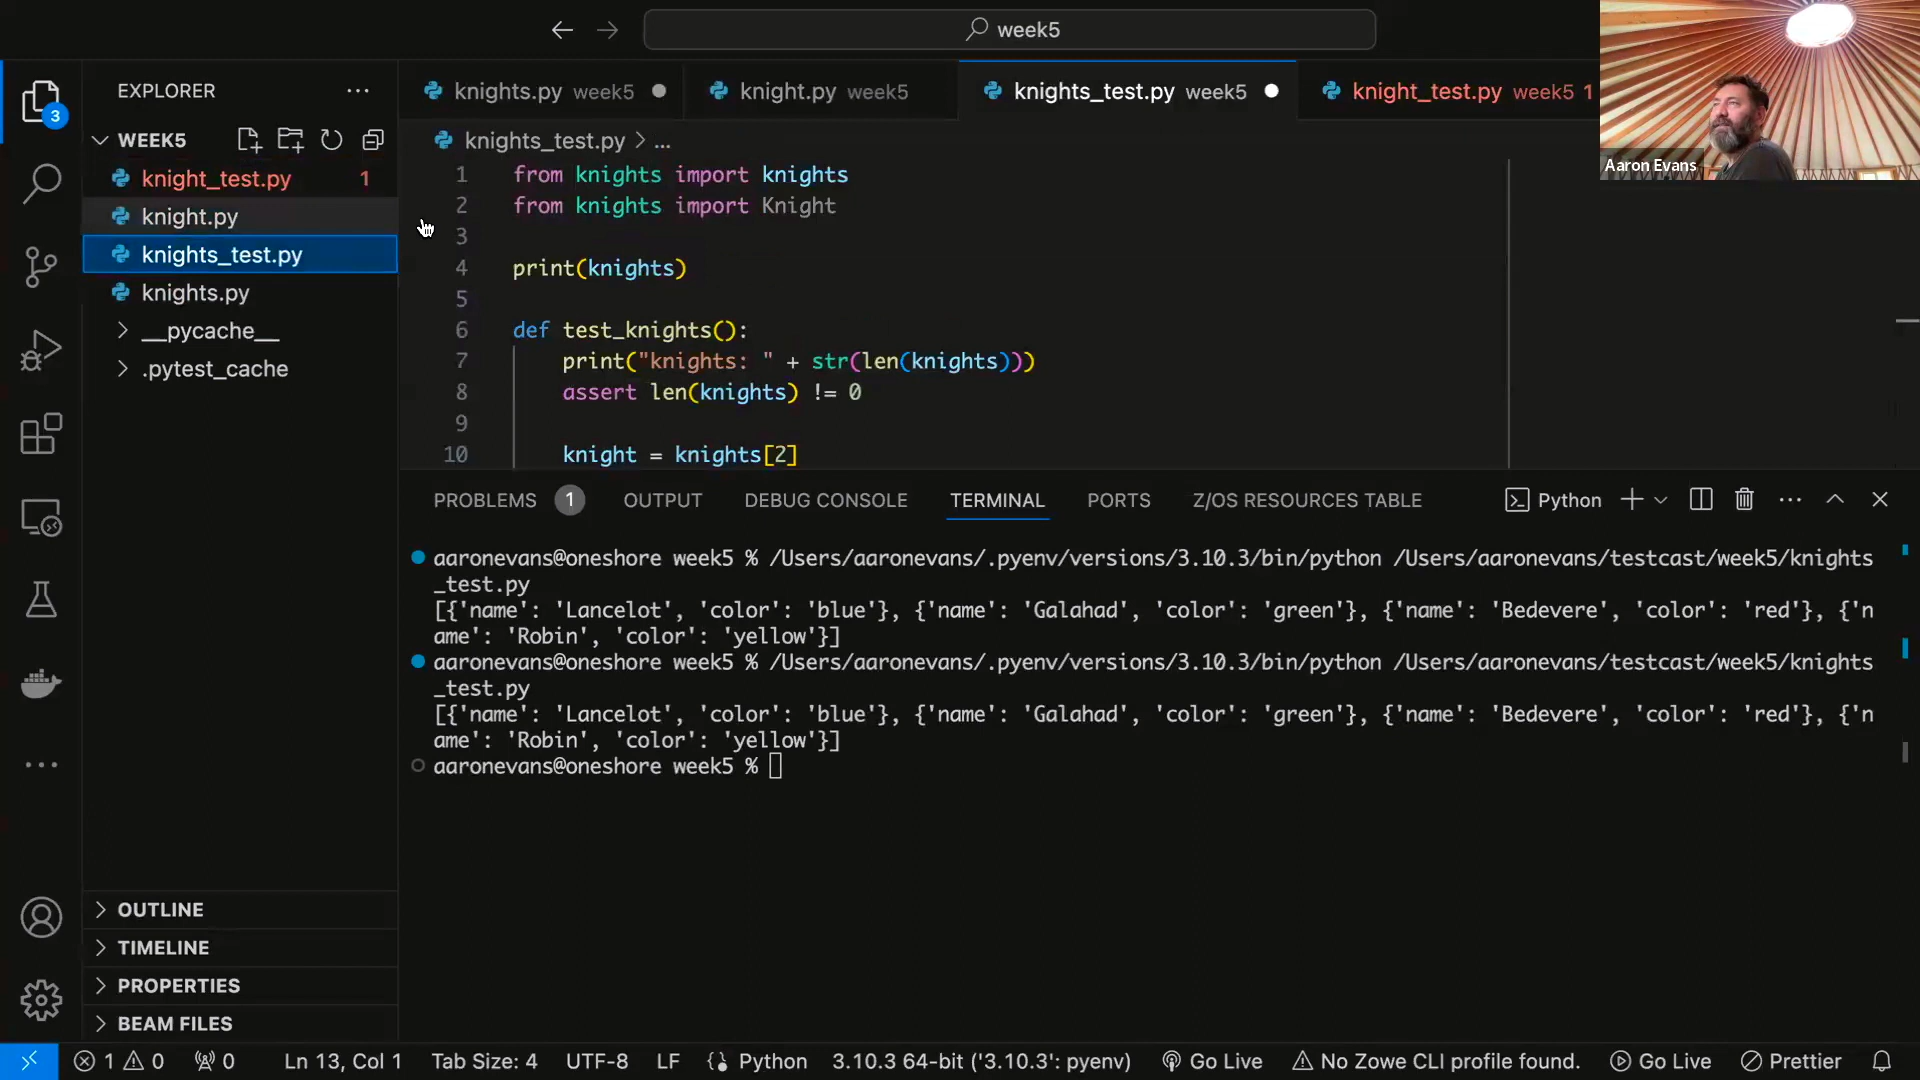 week5
Aaron Evans
EXPLORER
knights.py week5
knight.py week5
knights_test.py week5
knight_test.py week5 1
3
WEEK5
knight_test.py 1
knight.py
knights_test.py
knights.py
__pycache__
.pytest_cache
knights_test.py > ...
1 from knights import knights
2 from knights import Knight
3
4 print(knights)
5
6 def test_knights():
7 print("knights: " + str(len(knights)))
8 assert len(knights) != 0
9
10 knight = knights[2]
PROBLEMS 1 OUTPUT DEBUG CONSOLE TERMINAL PORTS Z/OS RESOURCES TABLE Python
aaronevans@oneshore week5 % /Users/aaronevans/.pyenv/versions/3.10.3/bin/python /Users/aaronevans/testcast/week5/knights
_test.py
[{'name': 'Lancelot', 'color': 'blue'}, {'name': 'Galahad', 'color': 'green'}, {'name': 'Bedevere', 'color': 'red'}, {'n
ame': 'Robin', 'color': 'yellow'}]
aaronevans@oneshore week5 % /Users/aaronevans/.pyenv/versions/3.10.3/bin/python /Users/aaronevans/testcast/week5/knights
_test.py
[{'name': 'Lancelot', 'color': 'blue'}, {'name': 'Galahad', 'color': 'green'}, {'name': 'Bedevere', 'color': 'red'}, {'n
ame': 'Robin', 'color': 'yellow'}]
aaronevans@oneshore week5 %
OUTLINE
TIMELINE
PROPERTIES
BEAM FILES
1 0 0 Ln 13, Col 1 Tab Size: 4 UTF-8 LF Python 3.10.3 64-bit ('3.10.3': pyenv) Go Live No Zowe CLI profile found. Go Live Prettier